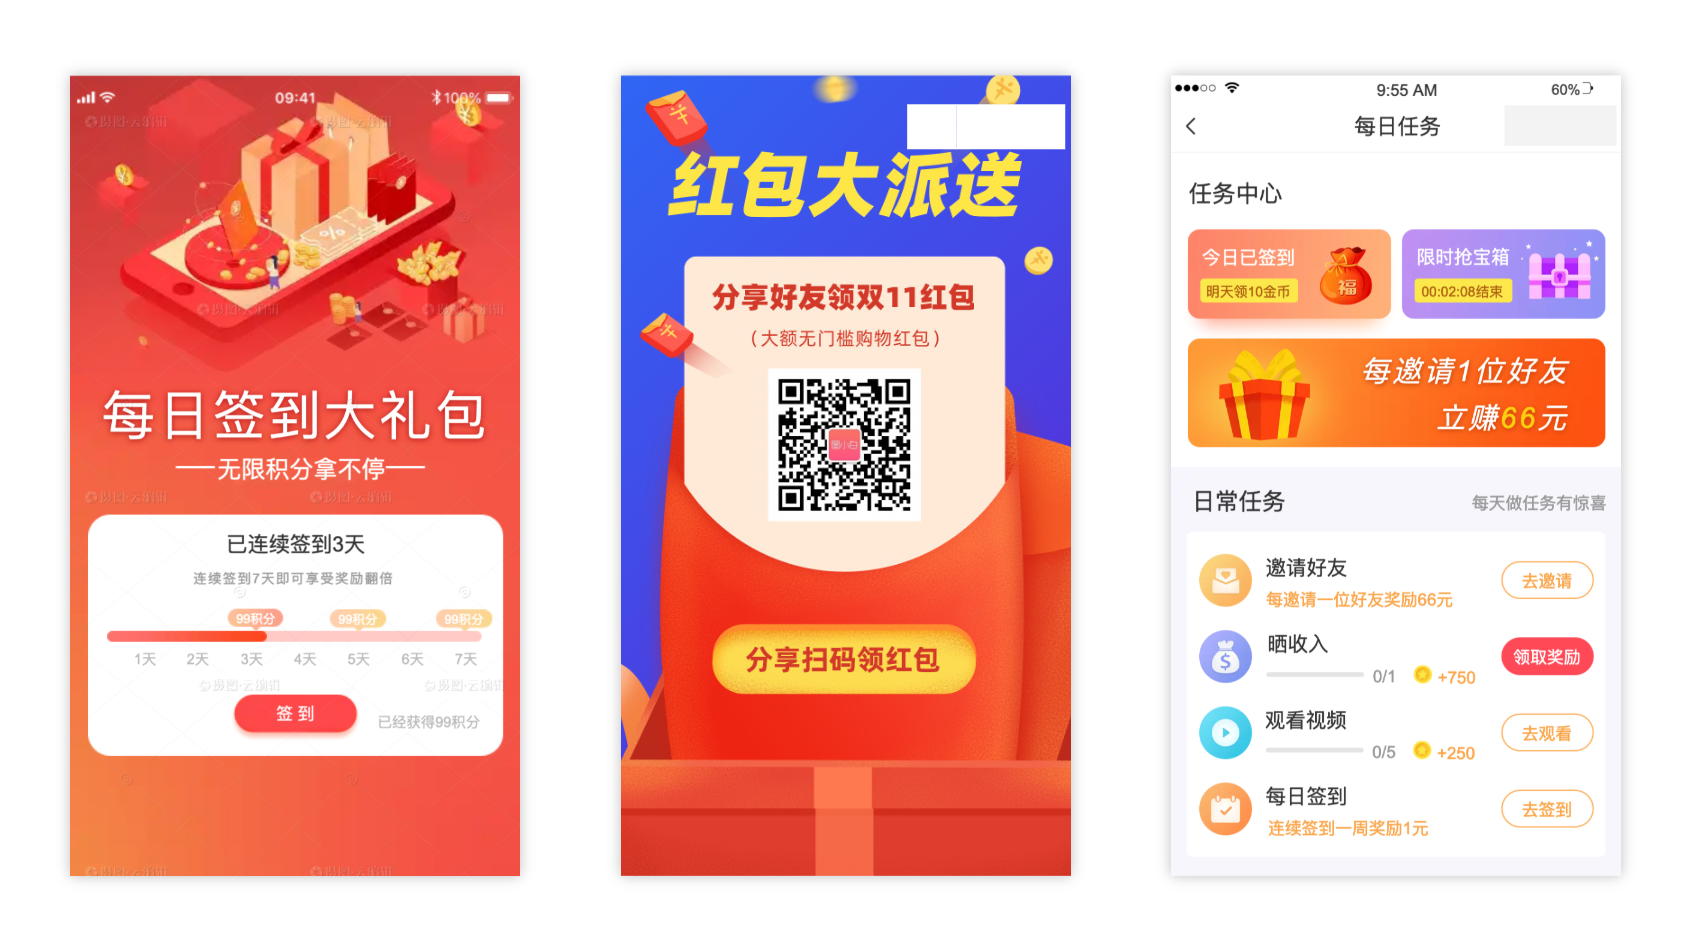 09:41
100%
每日签到大礼包
无限积分拿不停
已连续签到3天
连续签到7天即可享受奖励翻倍
99积分
99积分
99积分
1天
2天
3天
4天
5天
6天
7天
签到
已经获得99积分
红包大派送
分享好友领双11红包
（大额无门槛购物红包）
分享扫码领红包
9:55 AM
60%
每日任务
任务中心
今日已签到
明天领10金币
福
限时抢宝箱
00:02:08结束
每邀请1位好友
立赚66元
日常任务
每天做任务有惊喜
邀请好友
每邀请一位好友奖励66元
去邀请
晒收入
0/1
+750
领取奖励
观看视频
0/5
+250
去观看
每日签到
连续签到一周奖励1元
去签到